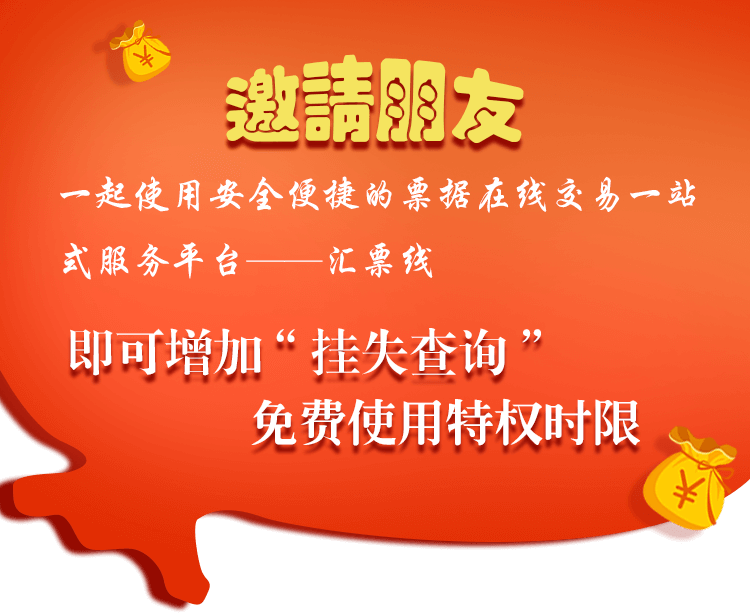 邀請朋友
一起使用安全便捷的票据在线交易一站
式服务平台——汇票线
即可增加“挂失查询”
免费使用特权时限
¥
¥